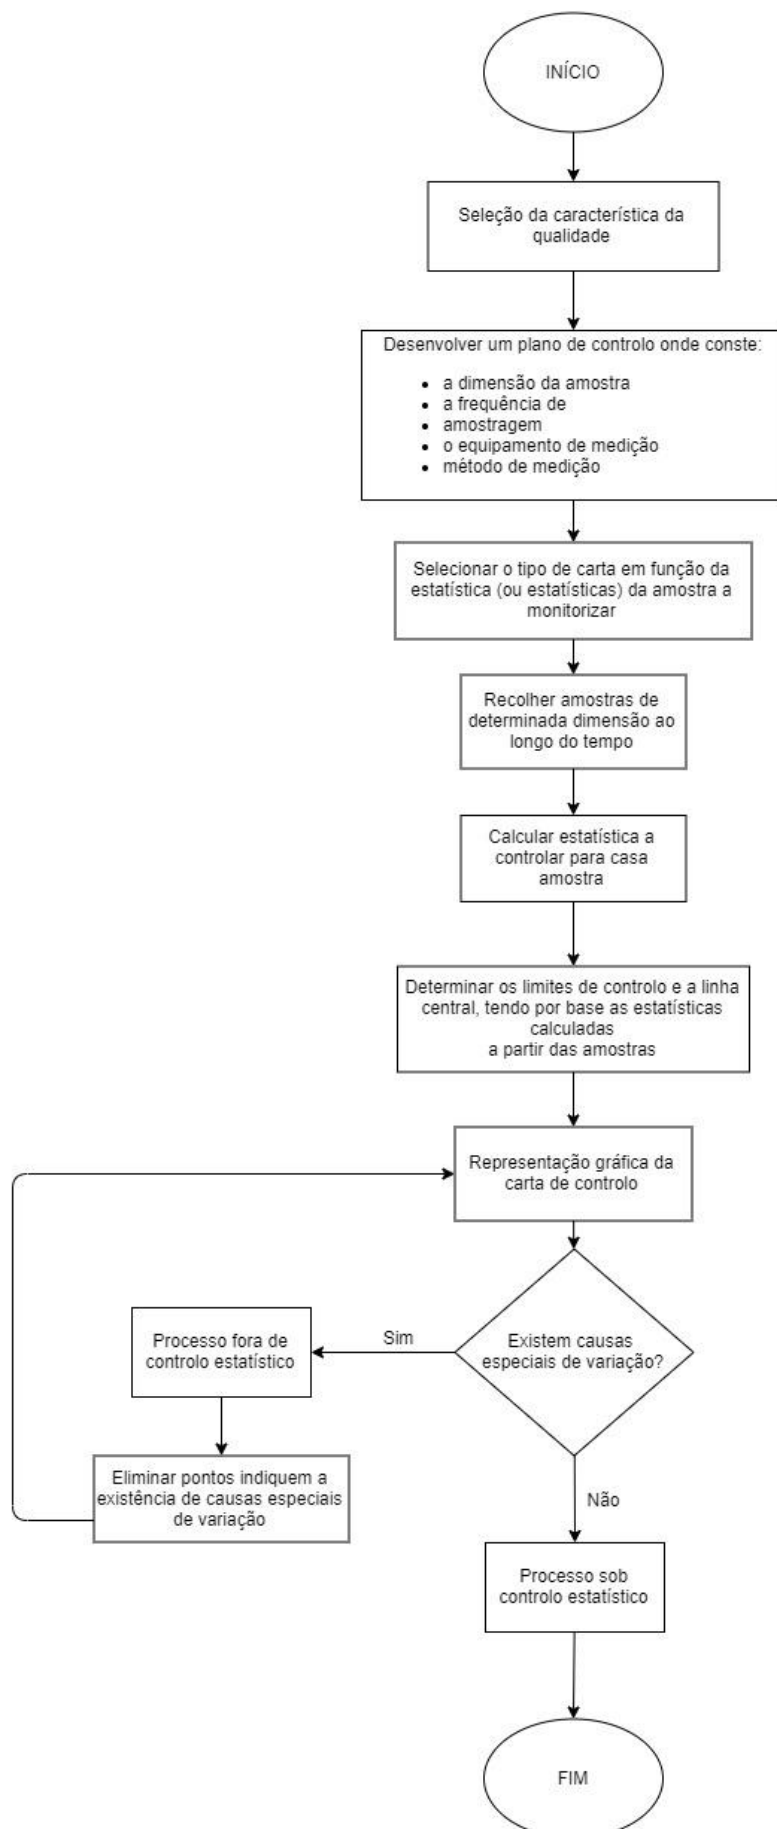 INÍCIO
Seleção da característica da
qualidade
Desenvolver um plano de controlo onde conste:
• a dimensão da amostra
• a frequência de
• amostragem
• o equipamento de medição
• método de medição
Selecionar o tipo de carta em função da
estatística (ou estatísticas) da amostra a
monitorizar
Recolher amostras de
determinada dimensão ao
longo do tempo
Calcular estatística a
controlar para casa
amostra
Determinar os limites de controlo e a linha
central, tendo por base as estatísticas
calculadas
a partir das amostras
Representação gráfica da
carta de controlo
Existem causas
especiais de variação?
Sim
Processo fora de
controlo estatístico
Eliminar pontos indiquem a
existência de causas especiais
de variação
Não
Processo sob
controlo estatístico
FIM